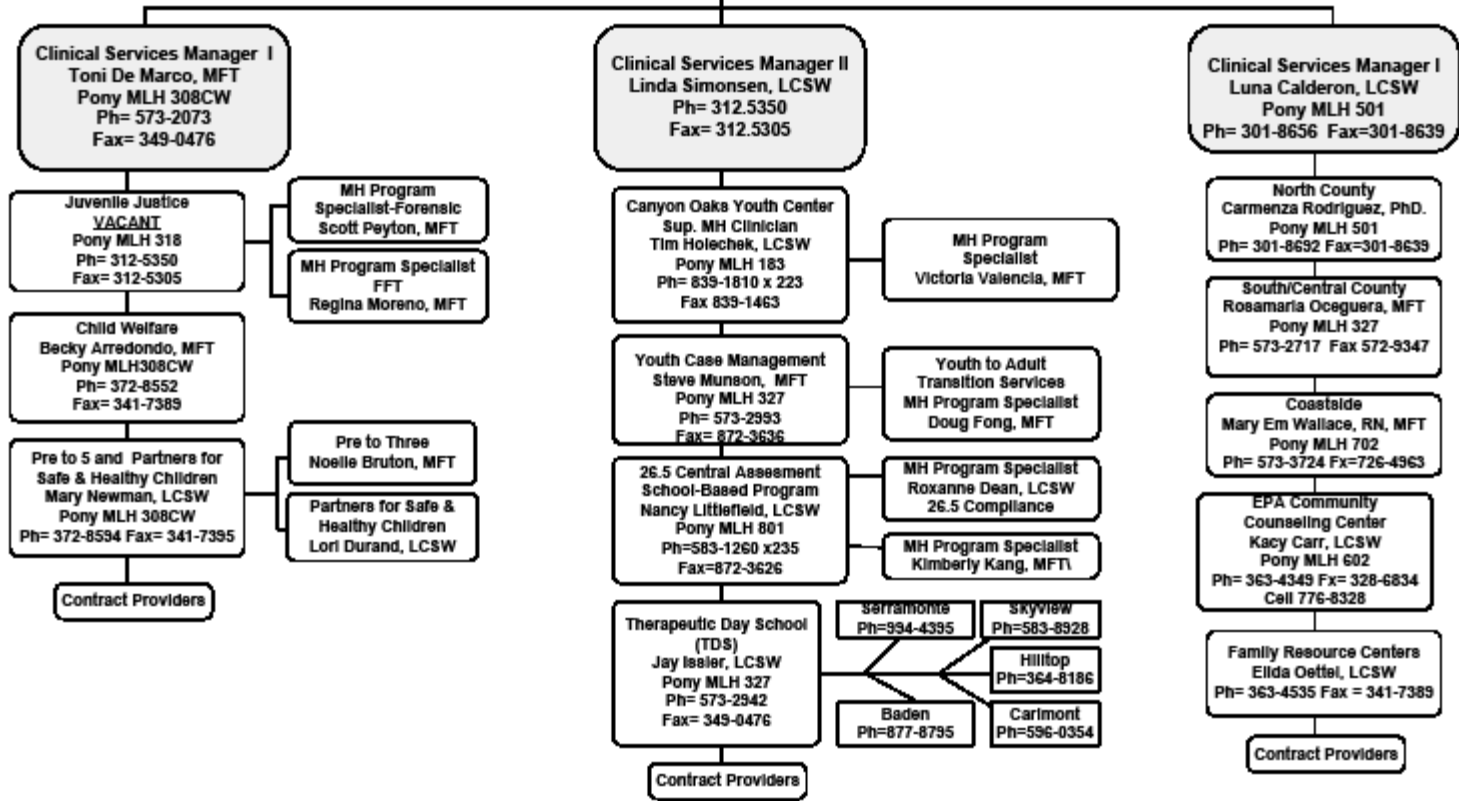 Clinical Services Manager I
Toni De Marco, MFT
Pony MLH 308CW
Ph= 573-2073
Fax= 349-0476
Juvenile Justice
VACANT
Pony MLH 318
Ph= 312-5350
Fax= 312-5305
MH Program
Specialist-Forensic
Scott Peyton, MFT
MH Program Specialist
FFT
Regina Moreno, MFT
Child Welfare
Becky Arredondo, MFT
Pony MLH308CW
Ph= 372-8552
Fax= 341-7389
Pre to 5 and Partners for
Safe & Healthy Children
Mary Newman, LCSW
Pony MLH 308CW
Ph= 372-8594 Fax= 341-7395
Pre to Three
Noelle Bruton, MFT
Partners for Safe &
Healthy Children
Lori Durand, LCSW
Contract Providers
Clinical Services Manager II
Linda Simonsen, LCSW
Ph= 312.5350
Fax= 312.5305
Canyon Oaks Youth Center
Sup. MH Clinician
Tim Holechek, LCSW
Pony MLH 183
Ph= 839-1810 x 223
Fax 839-1463
MH Program
Specialist
Victoria Valencia, MFT
Youth Case Management
Steve Munson, MFT
Pony MLH 327
Ph= 573-2993
Fax= 872-3636
Youth to Adult
Transition Services
MH Program Specialist
Doug Fong, MFT
26.5 Central Assesment
School-Based Program
Nancy Littlefield, LCSW
Pony MLH 801
Ph=583-1260 x235
Fax=872-3626
MH Program Specialist
Roxanne Dean, LCSW
26.5 Compliance
MH Program Specialist
Kimberly Kang, MFT\
Therapeutic Day School
(TDS)
Jay Issler, LCSW
Pony MLH 327
Ph= 573-2942
Fax= 349-0476
Serramonte
Ph=994-4395
Skyview
Ph=583-8928
Hilltop
Ph=364-8186
Baden
Ph=877-8795
Carlmont
Ph=596-0354
Contract Providers
Clinical Services Manager I
Luna Calderon, LCSW
Pony MLH 501
Ph= 301-8656 Fax=301-8639
North County
Carmenza Rodriguez, PhD.
Pony MLH 501
Ph= 301-8692 Fax=301-8639
South/Central County
Rosamaria Oceguera, MFT
Pony MLH 327
Ph= 573-2717 Fax 572-9347
Coastside
Mary Em Wallace, RN, MFT
Pony MLH 702
Ph= 573-3724 Fx=726-4963
EPA Community
Counseling Center
Kacy Carr, LCSW
Pony MLH 602
Ph= 363-4349 Fx= 328-6834
Cell 776-8328
Family Resource Centers
Elida Oettel, LCSW
Ph= 363-4535 Fax = 341-7389
Contract Providers